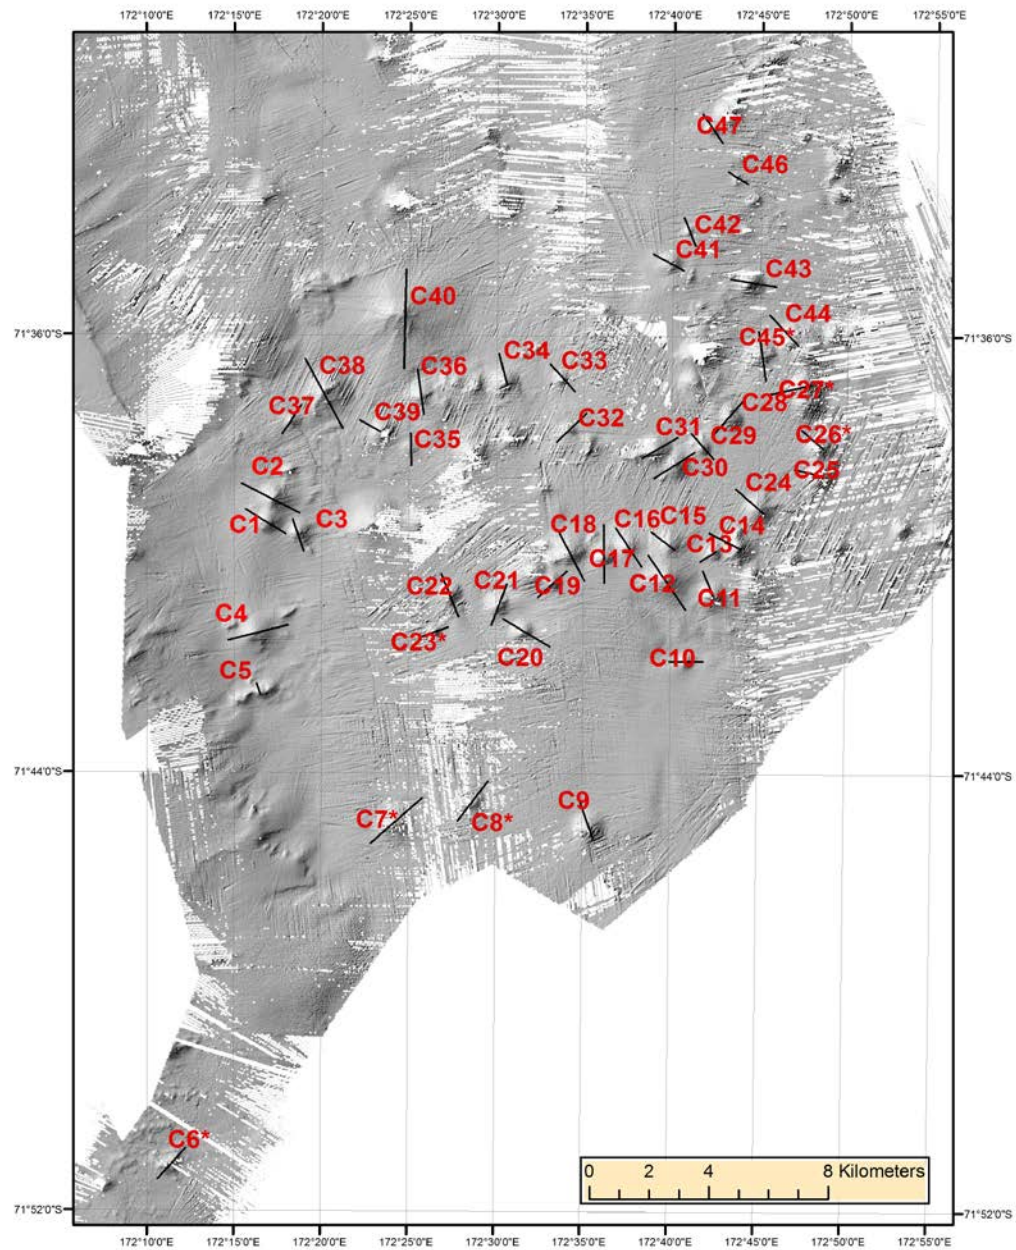 172°10'0"E 172°15'0"E 172°20'0"E 172°25'0"E 172°30'0"E 172°35'0"E 172°40'0"E 172°45'0"E 172°50'0"E 172°55'0"E
C47
C46
C42
C41
C43
C40
C44
71°36'0"S C45* 71°36'0"S
C34 C33
C38 C36
C27*
C37 C39 C28
C32
C31 C29 C26*
C35
C2 C30 C25
C24
C1 C3 C18 C16 C15 C14
C17 C13
C22 C21 C19 C12 C11
C4 C23*
C20 C10
C5
71°44'0"S 71°44'0"S
C9
C7* C8*
C6*
0 2 4 8 Kilometers
71°52'0"S 71°52'0"S
172°10'0"E 172°15'0"E 172°20'0"E 172°25'0"E 172°30'0"E 172°35'0"E 172°40'0"E 172°45'0"E 172°50'0"E 172°55'0"E